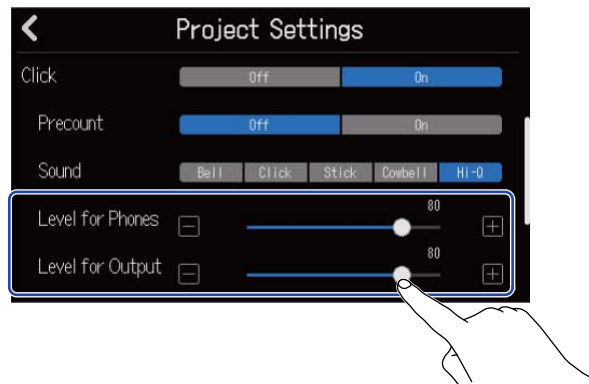 Project Settings
Click Off On
Precount Off On
Sound Bell Click Stick Cowbell Hi-Q
80
Level for Phones
80
Level for Output